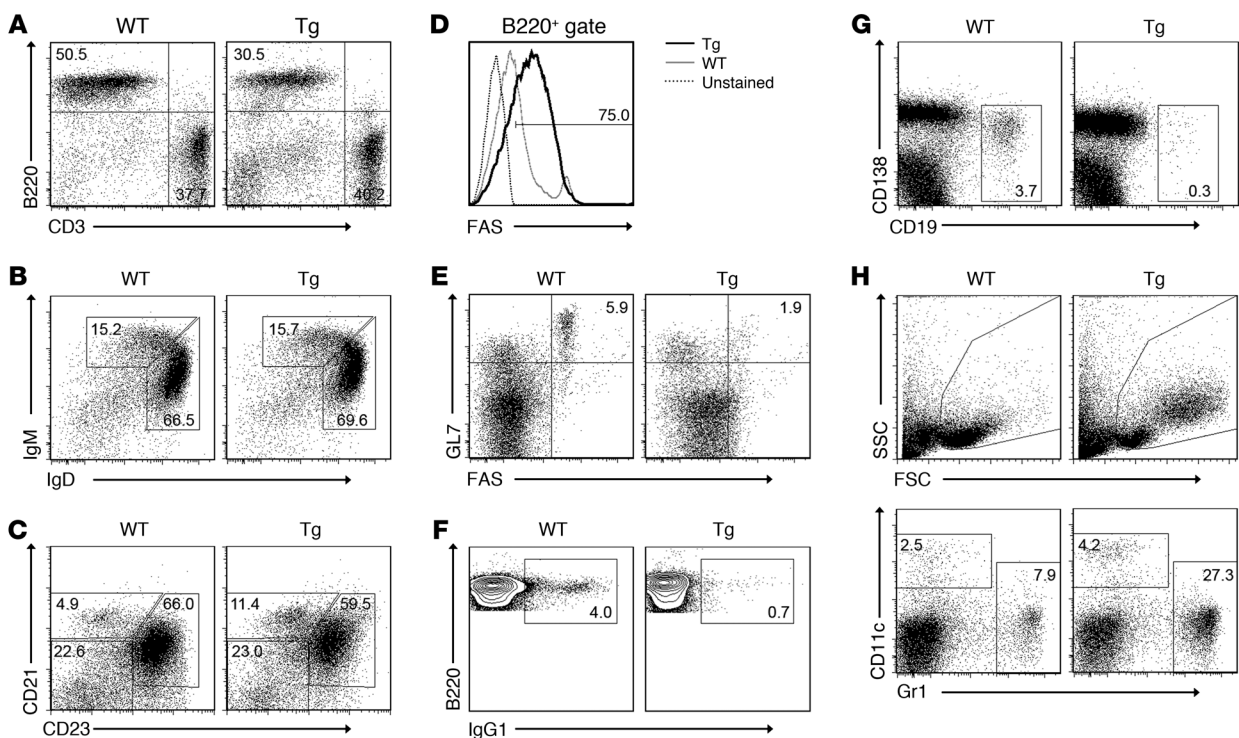 A
WT
Tg
50.5
30.5
37.7
40.2
B220
CD3
B
WT
Tg
15.2
15.7
66.5
69.6
IgM
IgD
C
WT
Tg
4.9
66.0
11.4
59.5
22.6
23.0
CD21
CD23
D
B220+ gate
Tg
WT
Unstained
75.0
FAS
E
WT
Tg
5.9
1.9
GL7
FAS
F
WT
Tg
4.0
0.7
B220
IgG1
G
WT
Tg
3.7
0.3
CD138
CD19
H
WT
Tg
SSC
FSC
2.5
4.2
7.9
27.3
CD11c
Gr1